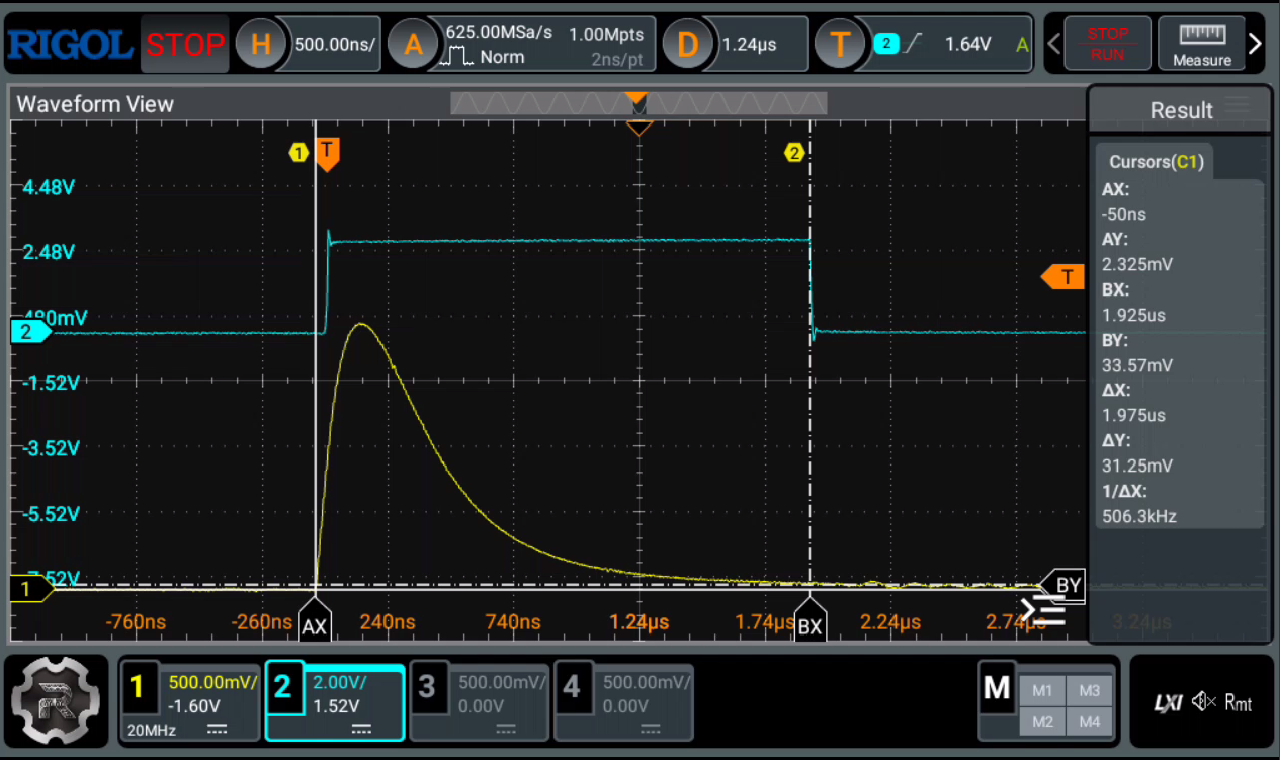 RIGOL STOP H 500.00ns/ A 625.00MSa/s 1.00Mpts D 1.24µs T 2 1.64V A STOP RUN Measure
Norm 2ns/pt
Waveform View
Result
1 T 2
Cursors(C1)
AX:
-50ns
AY:
2.325mV
BX:
1.925us
BY:
33.57mV
ΔX:
1.975us
ΔY:
31.25mV
1/ΔX:
506.3kHz
4.48V
2.48V
T
480mV
2
-1.52V
-3.52V
-5.52V
-7.52V
1
BY
-760ns -260ns AX 240ns 740ns 1.24µs 1.74µs BX 2.24µs 2.74µs 3.24µs
1 500.00mV/ 2 2.00V/ 3 500.00mV/ 4 500.00mV/ M M1 M3
-1.60V 1.52V 0.00V 0.00V M2 M4
20MHz
R
LXI Rmt